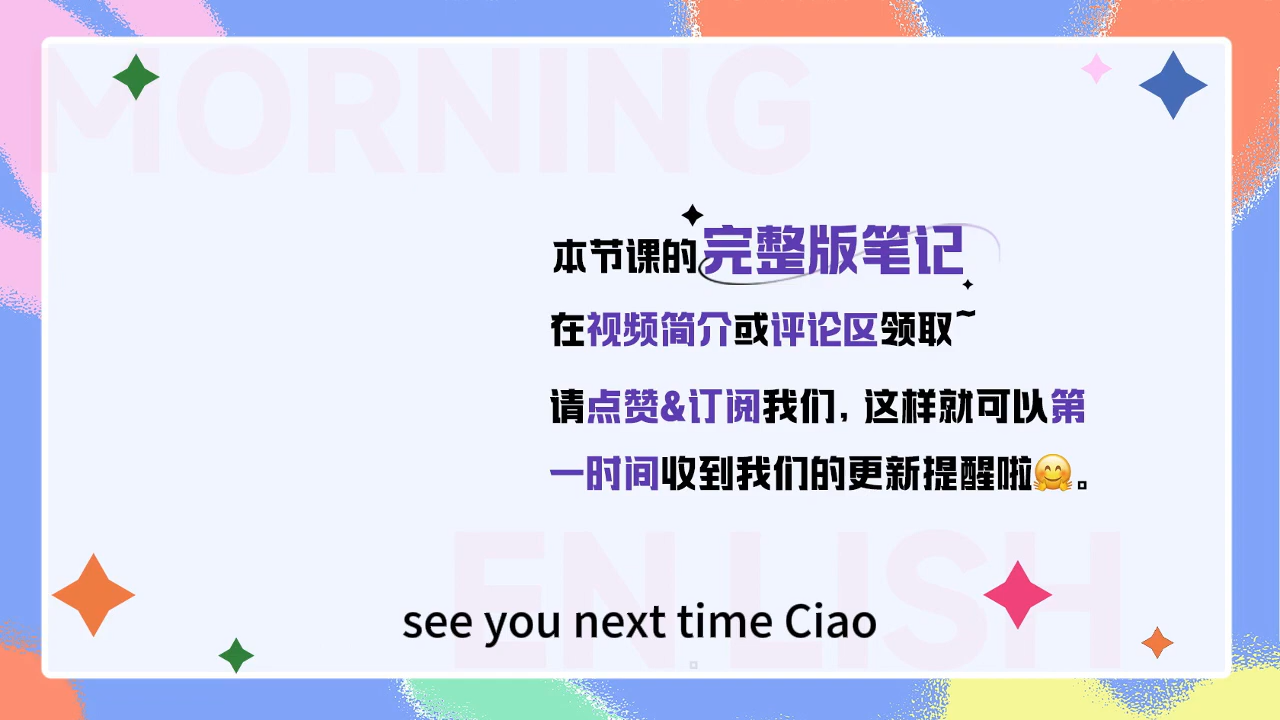 MORNING
本节课的完整版笔记
在视频简介或评论区领取~
请点赞&订阅我们，这样就可以第
一时间收到我们的更新提醒啦🤗。
EN LISH
see you next time Ciao